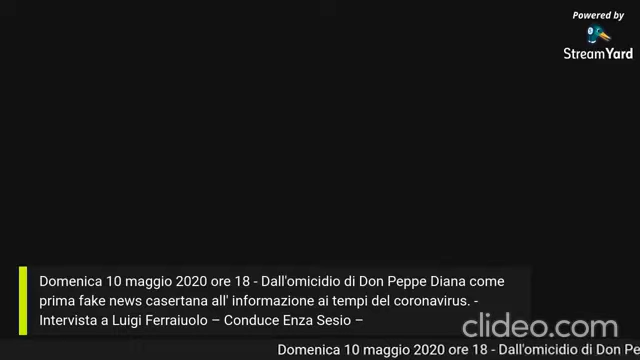 Powered by
StreamYard
Domenica 10 maggio 2020 ore 18 - Dall'omicidio di Don Peppe Diana come
prima fake news casertana all' informazione ai tempi del coronavirus. -
Intervista a Luigi Ferraiuolo – Conduce Enza Sesio –
clideo.com
Domenica 10 maggio 2020 ore 18 - Dall'omicidio di Don Pe